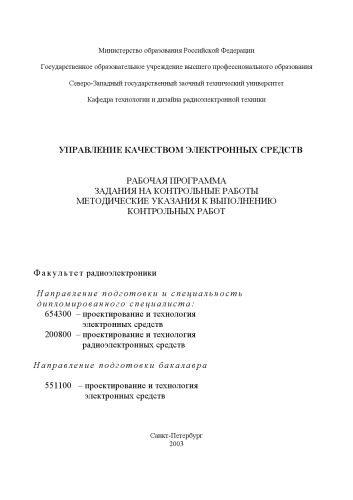 Министерство образования Российской Федерации
Государственное образовательное учреждение высшего профессионального образования
Северо-Западный государственный заочный технический университет
Кафедра технологии и дизайна радиоэлектронной техники
УПРАВЛЕНИЕ КАЧЕСТВОМ ЭЛЕКТРОННЫХ СРЕДСТВ
РАБОЧАЯ ПРОГРАММА
ЗАДАНИЯ НА КОНТРОЛЬНЫЕ РАБОТЫ
МЕТОДИЧЕСКИЕ УКАЗАНИЯ К ВЫПОЛНЕНИЮ
КОНТРОЛЬНЫХ РАБОТ
Факультет радиоэлектроники
Направление подготовки и специальность
дипломированного специалиста:
654300 – проектирование и технология
электронных средств
200800 – проектирование и технология
радиоэлектронных средств
Направление подготовки бакалавра
551100 – проектирование и технология
электронных средств
Санкт-Петербург
2003